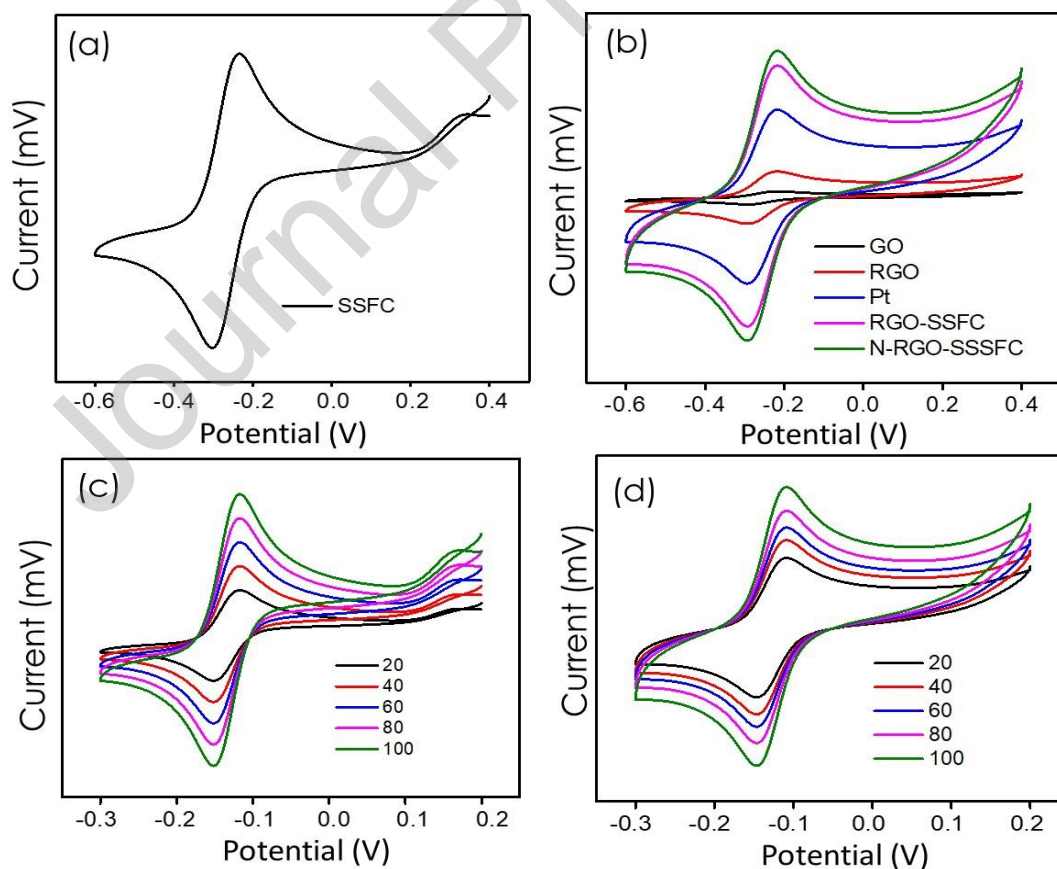 Journal Pr
(a)
Current (mV)
SSFC
-0.6 -0.4 -0.2 0.0 0.2 0.4
Potential (V)
(b)
Current (mV)
GO
RGO
Pt
RGO-SSFC
N-RGO-SSSFC
-0.6 -0.4 -0.2 0.0 0.2 0.4
Potential (V)
(c)
Current (mV)
20
40
60
80
100
-0.3 -0.2 -0.1 0.0 0.1 0.2
Potential (V)
(d)
Current (mV)
20
40
60
80
100
-0.3 -0.2 -0.1 0.0 0.1 0.2
Potential (V)